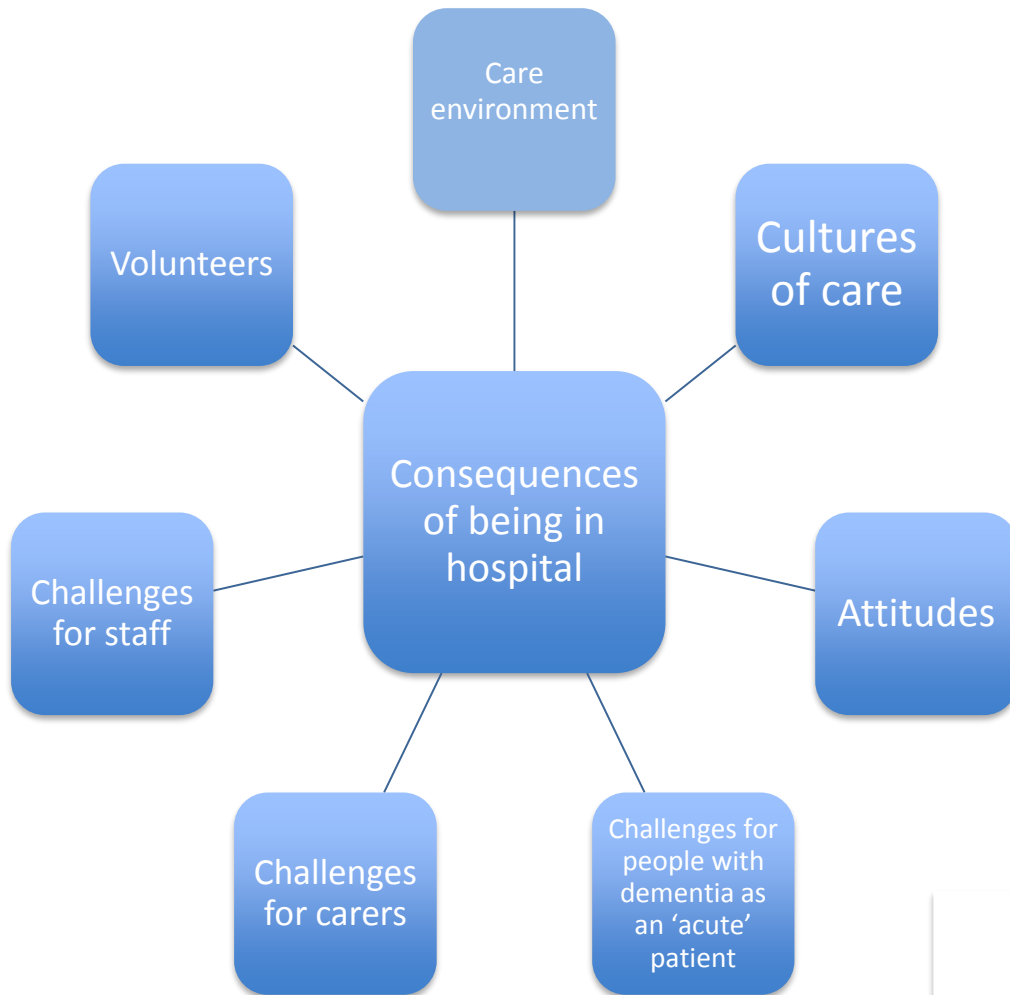 Care
environment
Volunteers
Cultures
of care
Consequences
of being in
hospital
Challenges
for staff
Attitudes
Challenges
for carers
Challenges for
people with
dementia as
an ‘acute’
patient